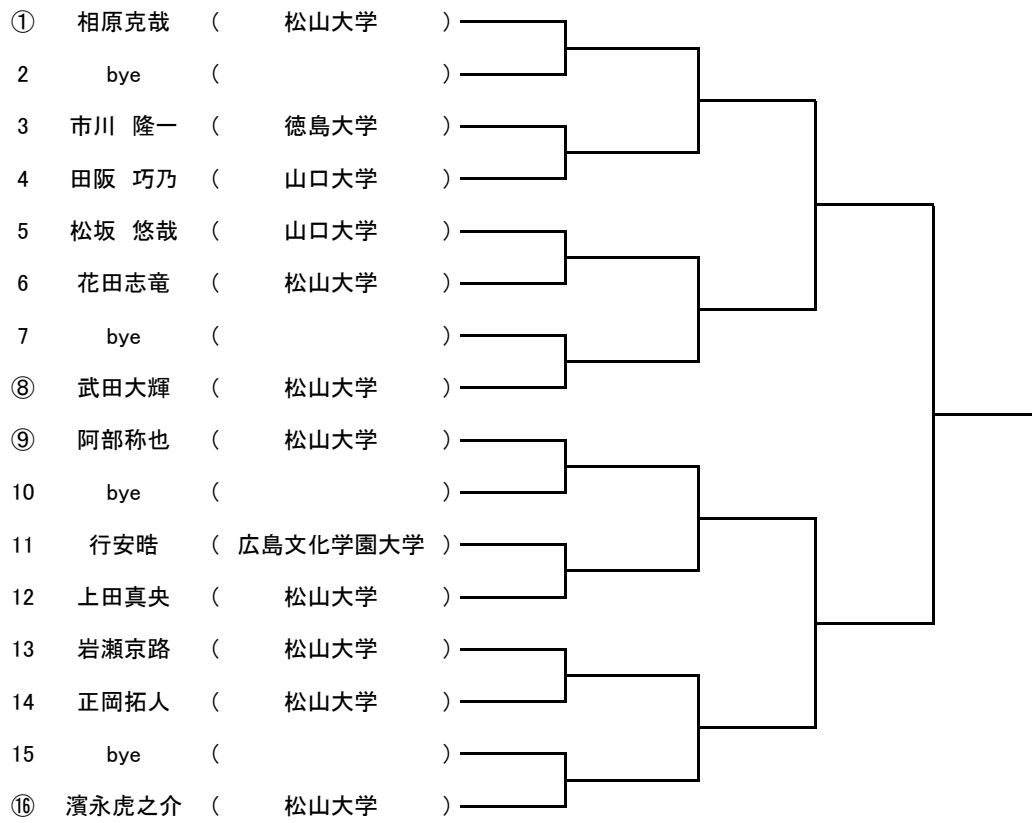 ① 相原克哉 ( 松山大学 )
2 bye ( )
3 市川 隆一 ( 徳島大学 )
4 田阪 巧乃 ( 山口大学 )
5 松坂 悠哉 ( 山口大学 )
6 花田志竜 ( 松山大学 )
7 bye ( )
⑧ 武田大輝 ( 松山大学 )
⑨ 阿部称也 ( 松山大学 )
10 bye ( )
11 行安晧 ( 広島文化学園大学 )
12 上田真央 ( 松山大学 )
13 岩瀬京路 ( 松山大学 )
14 正岡拓人 ( 松山大学 )
15 bye ( )
⑯ 濱永虎之介 ( 松山大学 )